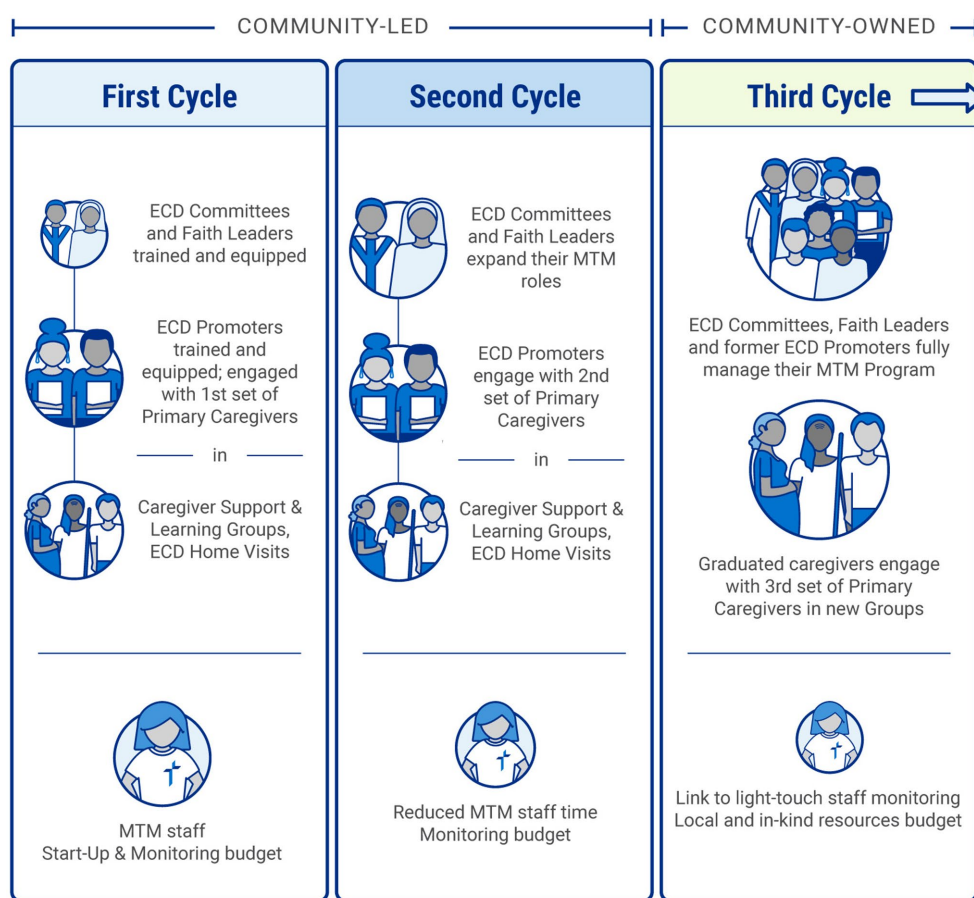 COMMUNITY-LED
COMMUNITY-OWNED
First Cycle
ECD Committees
and Faith Leaders
trained and equipped
ECD Promoters
trained and
equipped; engaged
with 1st set of
Primary Caregivers
in
Caregiver Support &
Learning Groups,
ECD Home Visits
MTM staff
Start-Up & Monitoring budget
Second Cycle
ECD Committees
and Faith Leaders
expand their MTM
roles
ECD Promoters
engage with 2nd
set of Primary
Caregivers
in
Caregiver Support &
Learning Groups,
ECD Home Visits
Reduced MTM staff time
Monitoring budget
Third Cycle
ECD Committees, Faith Leaders
and former ECD Promoters fully
manage their MTM Program
Graduated caregivers engage
with 3rd set of Primary
Caregivers in new Groups
Link to light-touch staff monitoring
Local and in-kind resources budget